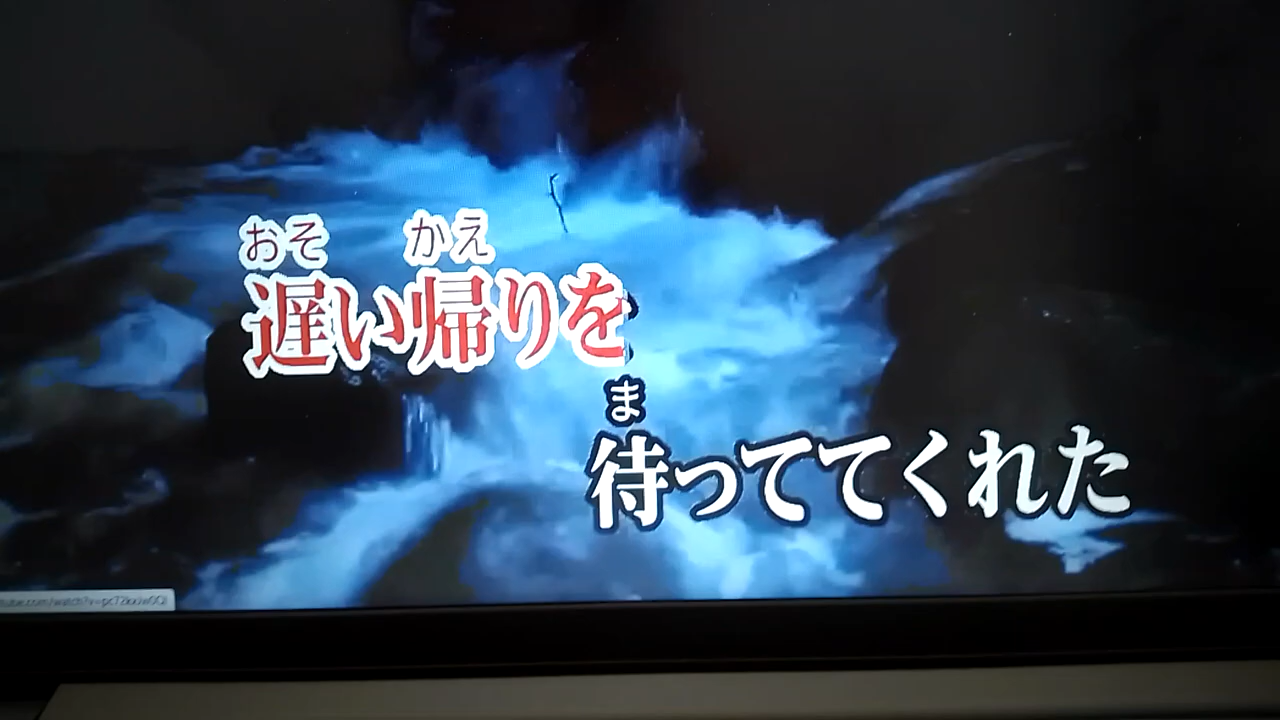 おそ かえ
遅い帰りを
ま
待っててくれた